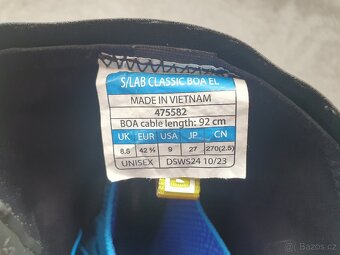 S/LAB CLASSIC BOA EL
MADE IN VIETNAM
475582
BOA cable length: 92 cm
UK EUR USA JP CN
8.5 42 ⅔ 9 27 270(2.5)
UNISEX DSWS24 10/23
Bazos.cz